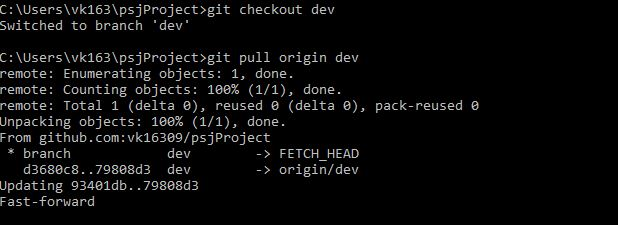 C:\Users\vk163\psjProject>git checkout dev
Switched to branch 'dev'
C:\Users\vk163\psjProject>git pull origin dev
remote: Enumerating objects: 1, done.
remote: Counting objects: 100% (1/1), done.
remote: Total 1 (delta 0), reused 0 (delta 0), pack-reused 0
Unpacking objects: 100% (1/1), done.
From github.com:vk16309/psjProject
 * branch            dev        -> FETCH_HEAD
   d3680c8..79808d3  dev        -> origin/dev
Updating 93401db..79808d3
Fast-forward